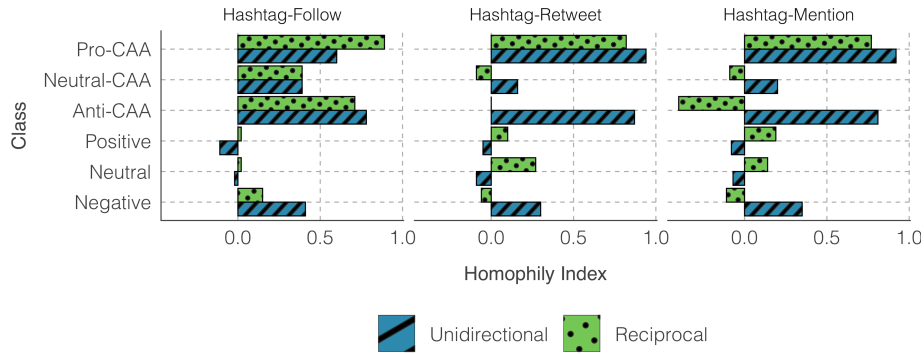 Hashtag-Follow Hashtag-Retweet Hashtag-Mention
Class
Pro-CAA
Neutral-CAA
Anti-CAA
Positive
Neutral
Negative
0.0 0.5 1.0 0.0 0.5 1.0 0.0 0.5 1.0
Homophily Index
Unidirectional Reciprocal